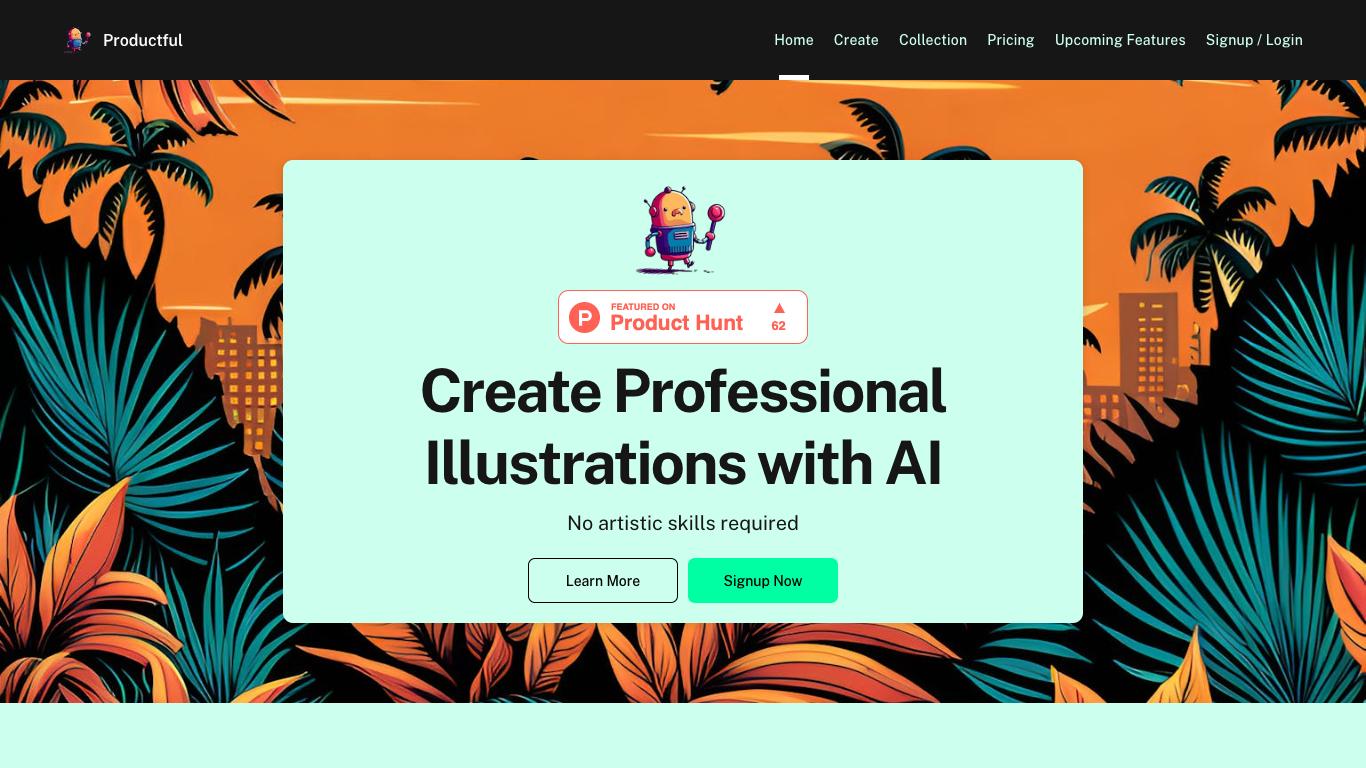 Productful
Home Create Collection Pricing Upcoming Features Signup / Login
FEATURED ON
Product Hunt
62
Create Professional
Illustrations with AI
No artistic skills required
Learn More Signup Now